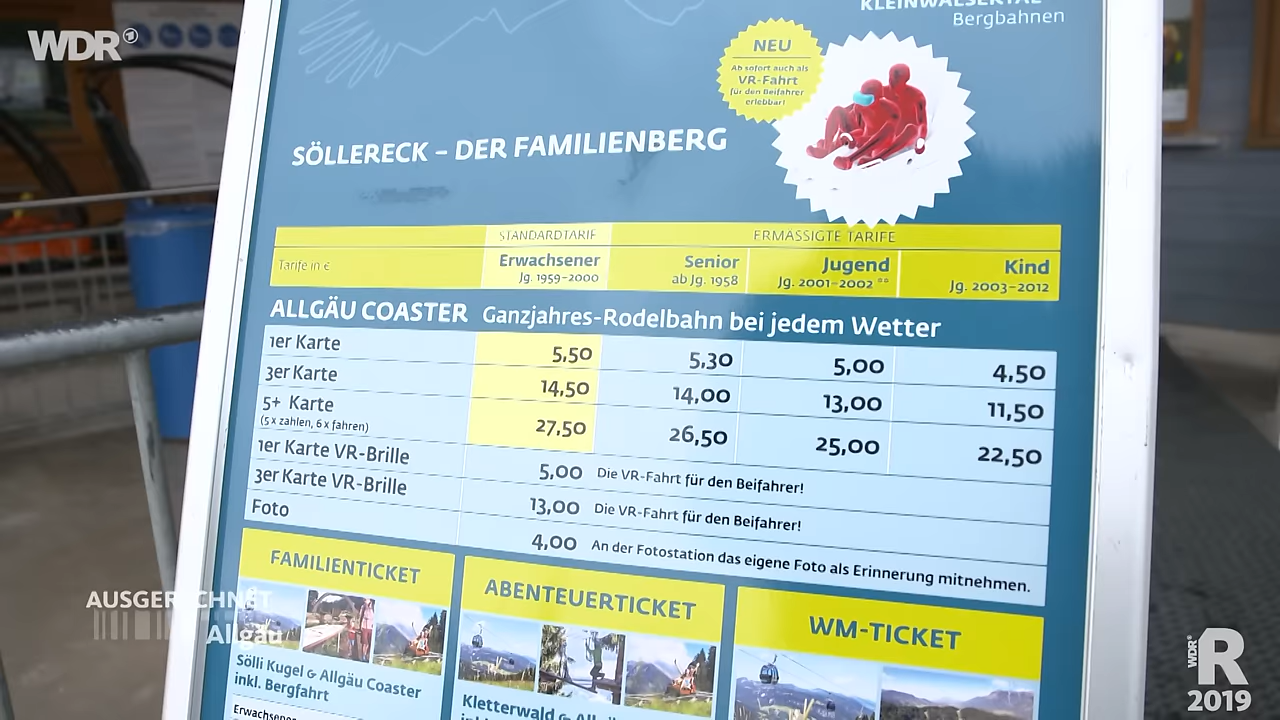 WDR
KLEINWALSERTAL
Bergbahnen
NEU
Ab sofort auch als
VR-Fahrt
für den Beifahrer
erlebbar!
SÖLLERECK – DER FAMILIENBERG
STANDARDTARIF ERMASSIGTE TARIFE
Tarife in € Erwachsener Senior Jugend Kind
Jg. 1959–2000 ab Jg. 1958 Jg. 2001–2002 ** Jg. 2003–2012
ALLGÄU COASTER Ganzjahres-Rodelbahn bei jedem Wetter
1er Karte 5,50 5,30 5,00 4,50
3er Karte 14,50 14,00 13,00 11,50
5+ Karte 27,50 26,50 25,00 22,50
(5 x zahlen, 6 x fahren)
1er Karte VR-Brille 5,00 Die VR-Fahrt für den Beifahrer!
3er Karte VR-Brille 13,00 Die VR-Fahrt für den Beifahrer!
Foto 4,00 An der Fotostation das eigene Foto als Erinnerung mitnehmen.
FAMILIENTICKET
Sölli Kugel & Allgäu Coaster
inkl. Bergfahrt
Erwachsener
ABENTEUERTICKET
Kletterwald &
WM-TICKET
AUSGERECHNET
Allgäu
WDR R
2019